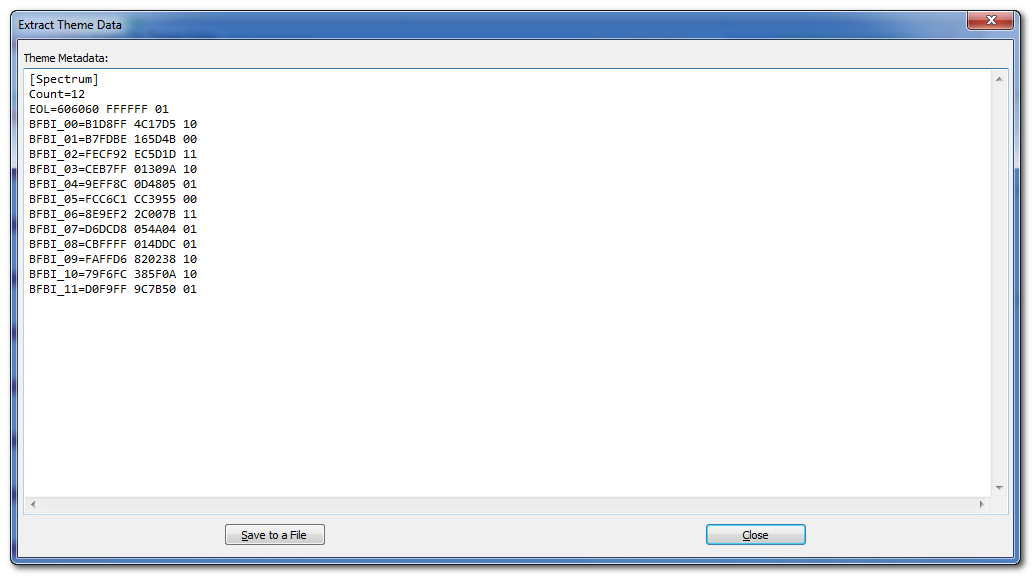 Extract Theme Data
Theme Metadata:
[Spectrum]
Count=12
EOL=606060 FFFFFF 01
BFBI_00=B1D8FF 4C17D5 10
BFBI_01=B7FDBE 165D4B 00
BFBI_02=FECF92 EC5D1D 11
BFBI_03=CEB7FF 01309A 10
BFBI_04=9EFF8C 0D4805 01
BFBI_05=FCC6C1 CC3955 00
BFBI_06=8E9EF2 2C007B 11
BFBI_07=D6DCD8 054A04 01
BFBI_08=CBFFFF 014DDC 01
BFBI_09=FAFFD6 820238 10
BFBI_10=79F6FC 385F0A 10
BFBI_11=D0F9FF 9C7B50 01
Save to a File
Close